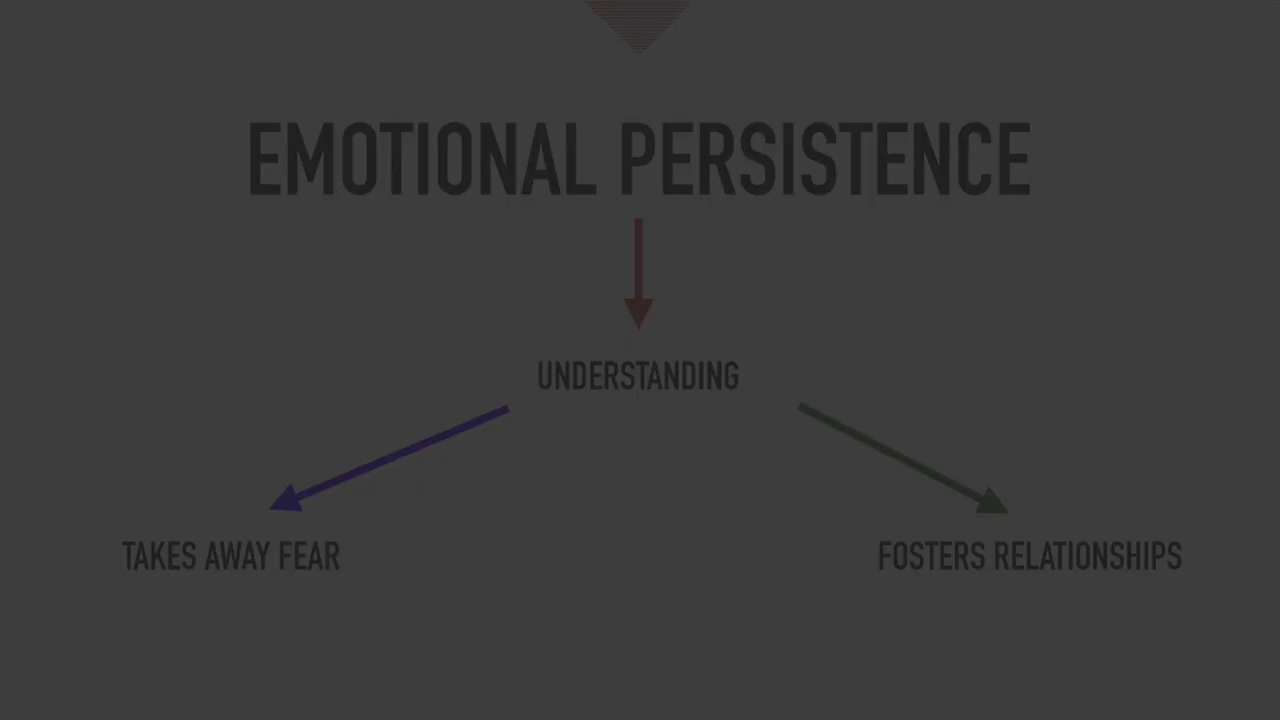 EMOTIONAL PERSISTENCE
UNDERSTANDING
TAKES AWAY FEAR
FOSTERS RELATIONSHIPS